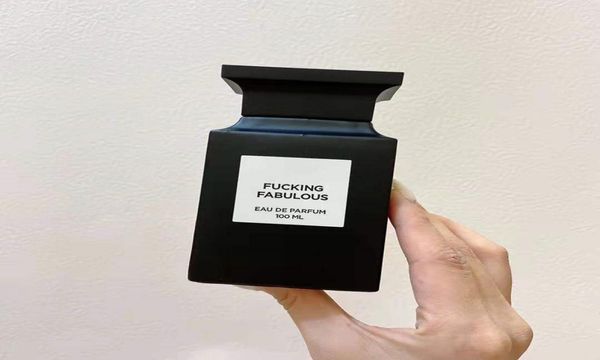 FUCKING
FABULOUS
EAU DE PARFUM
100 ML